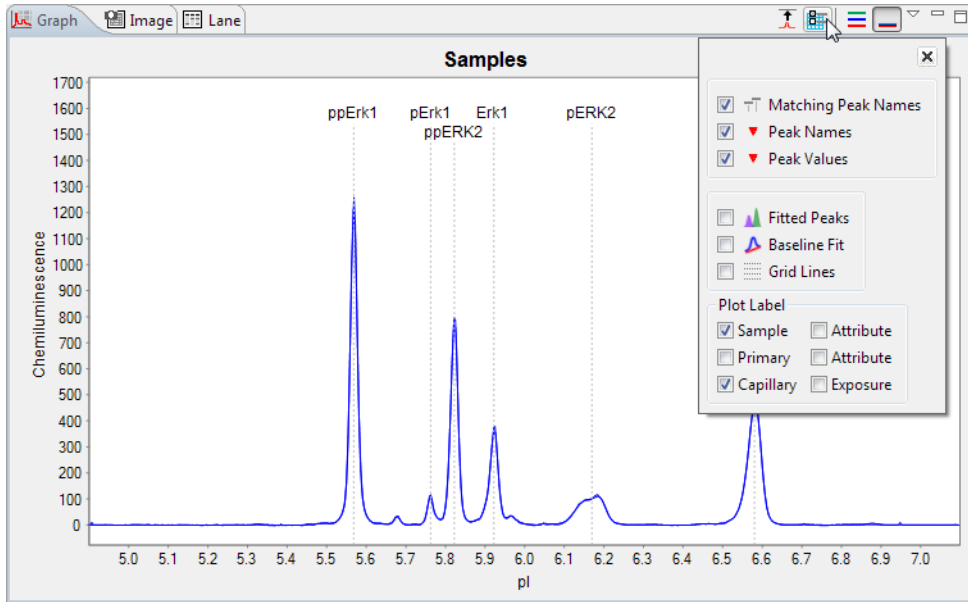 Graph Image Lane
Samples
Matching Peak Names
Peak Names
Peak Values
Fitted Peaks
Baseline Fit
Grid Lines
Plot Label
Sample Attribute
Primary Attribute
Capillary Exposure
ppErk1 pErk1 Erk1 pERK2
ppERK2
Chemiluminescence
1700
1600
1500
1400
1300
1200
1100
1000
900
800
700
600
500
400
300
200
100
0
5.0 5.1 5.2 5.3 5.4 5.5 5.6 5.7 5.8 5.9 6.0 6.1 6.2 6.3 6.4 6.5 6.6 6.7 6.8 6.9 7.0
pI